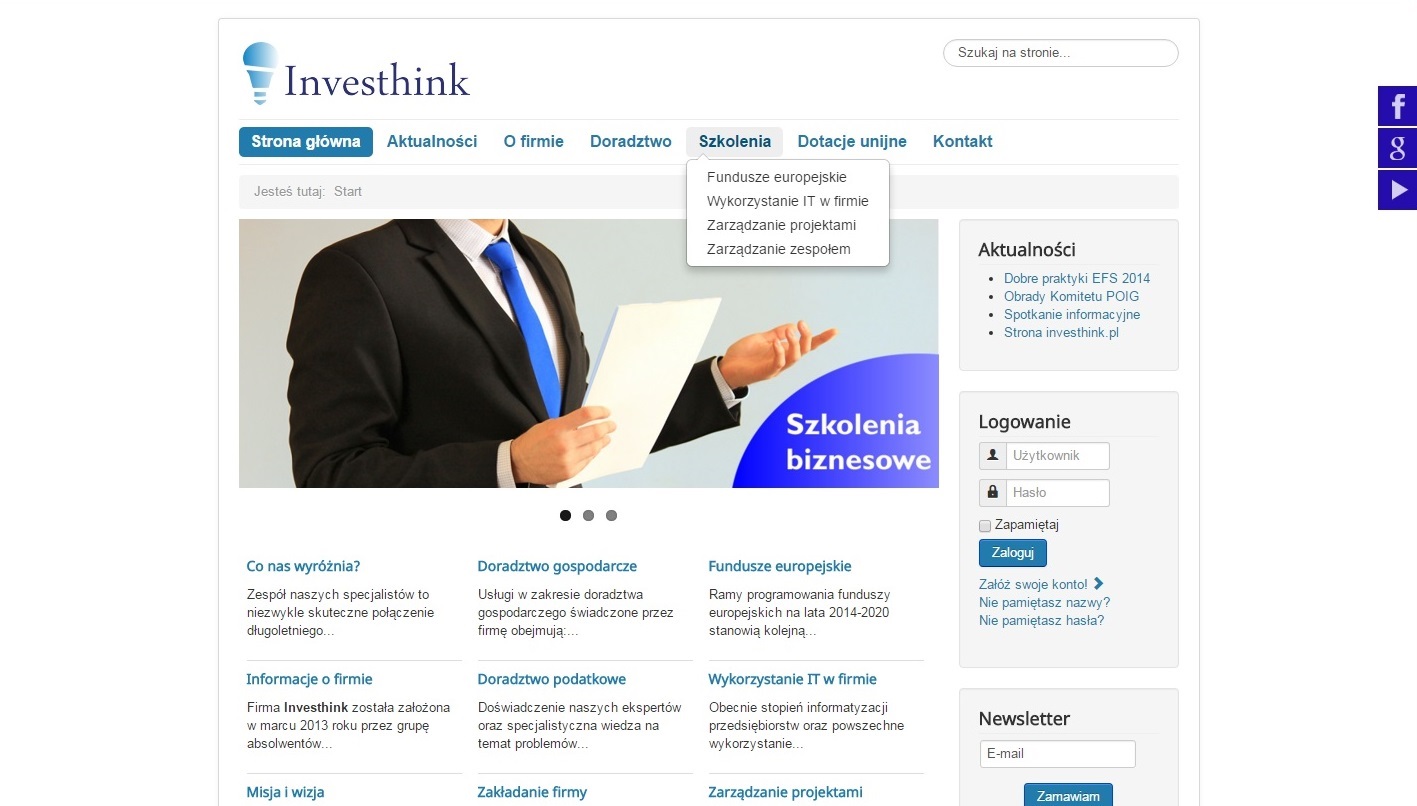 Investhink
Szukaj na stronie...
Strona główna Aktualności O firmie Doradztwo Szkolenia Dotacje unijne Kontakt
Fundusze europejskie
Wykorzystanie IT w firmie
Zarządzanie projektami
Zarządzanie zespołem
Jesteś tutaj: Start
Szkolenia
biznesowe
Co nas wyróżnia?
Zespół naszych specjalistów to
niezwykle skuteczne połączenie
długoletniego...
Doradztwo gospodarcze
Usługi w zakresie doradztwa
gospodarczego świadczone przez
firmę obejmują:...
Fundusze europejskie
Ramy programowania funduszy
europejskich na lata 2014-2020
stanowią kolejną...
Informacje o firmie
Firma Investhink została założona
w marcu 2013 roku przez grupę
absolwentów...
Doradztwo podatkowe
Doświadczenie naszych ekspertów
oraz specjalistyczna wiedza na
temat problemów...
Wykorzystanie IT w firmie
Obecnie stopień informatyzacji
przedsiębiorstw oraz powszechne
wykorzystanie...
Misja i wizja
Zakładanie firmy
Zarządzanie projektami
Aktualności
Dobre praktyki EFS 2014
Obrady Komitetu POIG
Spotkanie informacyjne
Strona investhink.pl
Logowanie
Użytkownik
Hasło
Zapamiętaj
Zaloguj
Załóż swoje konto!
Nie pamiętasz nazwy?
Nie pamiętasz hasła?
Newsletter
E-mail
Zamawiam
f
g